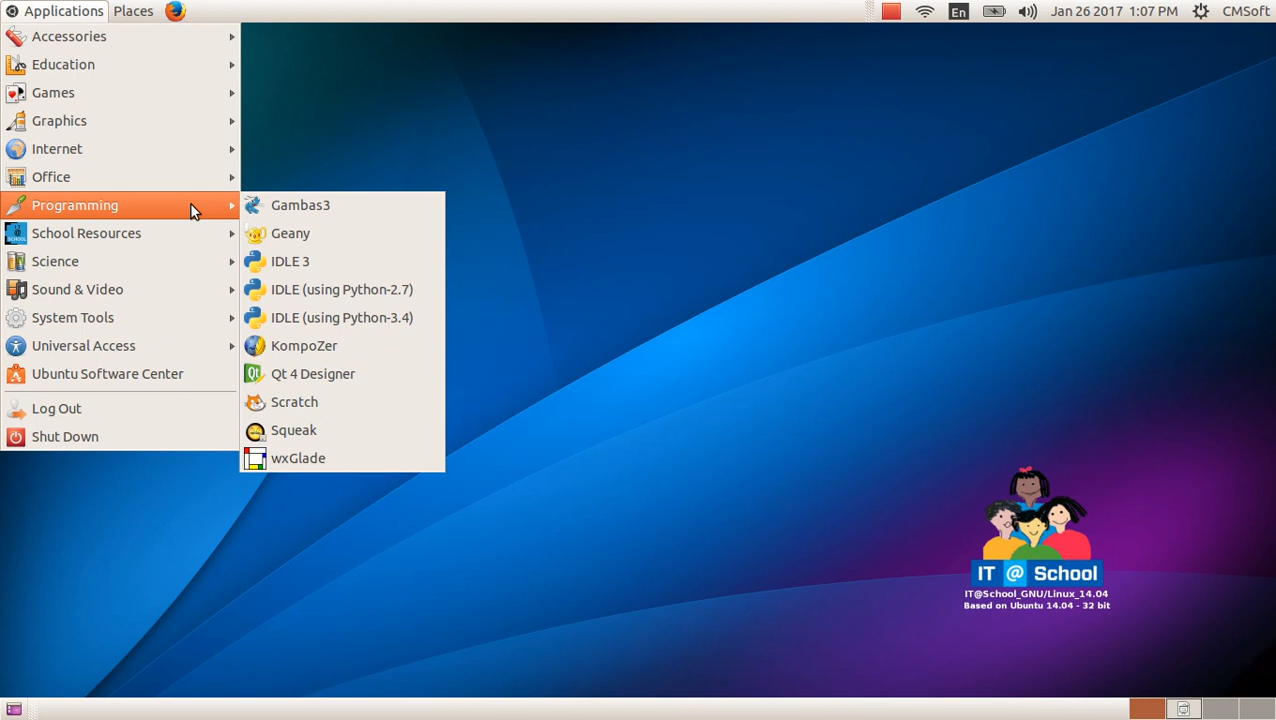 Applications Places En Jan 26 2017 1:07 PM CMSoft
Accessories
Education
Games
Graphics
Internet
Office
Programming
School Resources
Science
Sound & Video
System Tools
Universal Access
Ubuntu Software Center
Log Out
Shut Down
Gambas3
Geany
IDLE 3
IDLE (using Python-2.7)
IDLE (using Python-3.4)
KompoZer
Qt 4 Designer
Scratch
Squeak
wxGlade
IT @ School
IT@School_GNU/Linux_14.04
Based on Ubuntu 14.04 - 32 bit